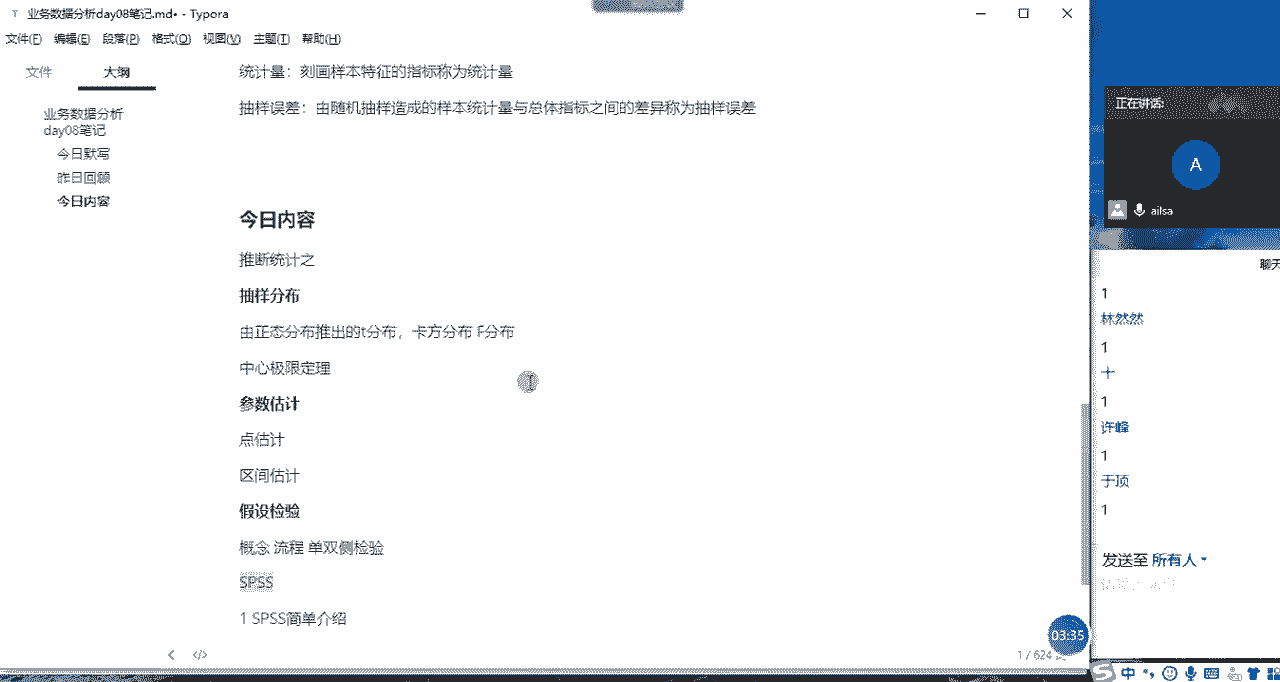 业务数据分析day08笔记.md• - Typora
文件(F) 编辑(E) 段落(P) 格式(O) 视图(V) 主题(T) 帮助(H)
文件 大纲
业务数据分析
day08笔记
今日默写
昨日回顾
今日内容
统计量：刻画样本特征的指标称为统计量
抽样误差：由随机抽样造成的样本统计量与总体指标之间的差异称为抽样误差
今日内容
推断统计之
抽样分布
由正态分布推出的t分布，卡方分布 F分布
中心极限定理
参数估计
点估计
区间估计
假设检验
概念 流程 单双侧检验
SPSS
1 SPSS简单介绍
1 / 624
正在讲话:
A
ailsa
聊天
1
林然然
1
十
1
许峰
1
于顶
1
发送至 所有人
03:35
中